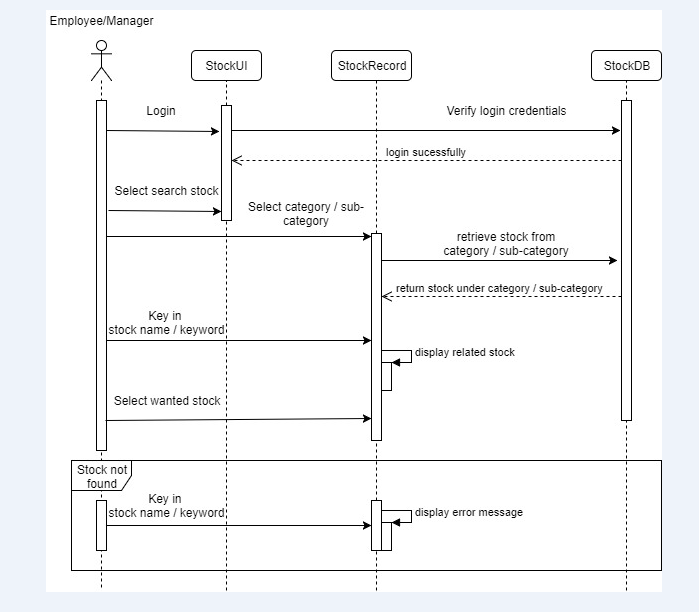 Employee/Manager
StockUI
StockRecord
StockDB
Login
Verify login credentials
login sucessfully
Select search stock
Select category / sub-
category
retrieve stock from
category / sub-category
return stock under category / sub-category
Key in
stock name / keyword
display related stock
Select wanted stock
Stock not
found
Key in
stock name / keyword
display error message